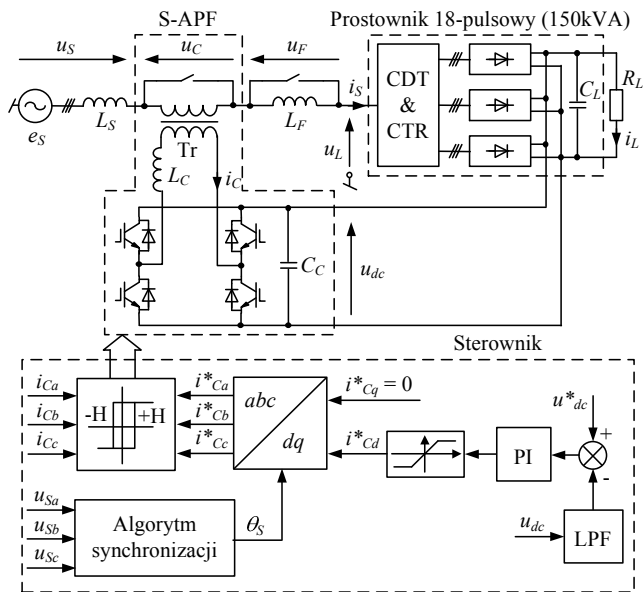 S-APF
Prostownik 18-pulsowy (150kVA)
u_S
u_C
u_F
i_S
CDT
&
CTR
C_L
R_L
e_S
L_S
L_F
Tr
u_L
i_L
L_C
i_C
C_C
u_dc
Sterownik
i_Ca
i_Cb
i_Cc
-H
+H
i*_Ca
i*_Cb
i*_Cc
abc
dq
i*_Cq = 0
i*_Cd
u*_dc
+
PI
-
u_Sa
u_Sb
u_Sc
Algorytm
synchronizacji
θ_S
u_dc
LPF